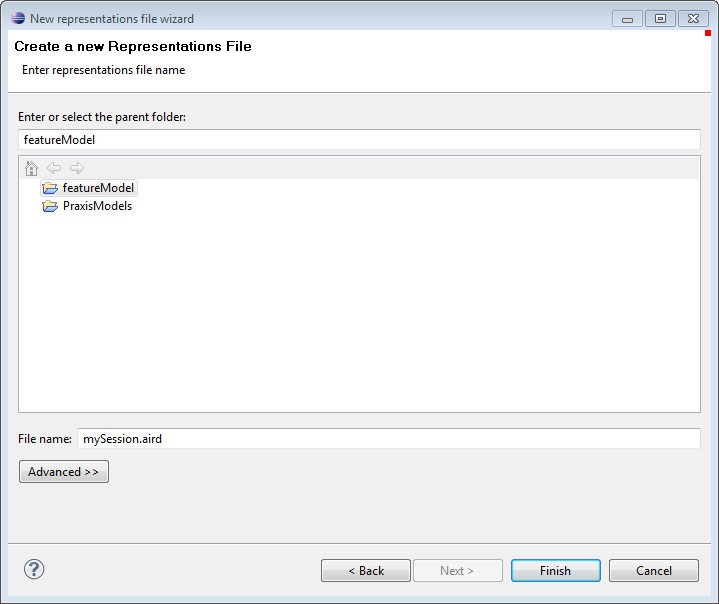 New representations file wizard
Create a new Representations File
Enter representations file name
Enter or select the parent folder:
featureModel
featureModel
PraxisModels
File name: mySession.aird
Advanced >>
? < Back Next > Finish Cancel